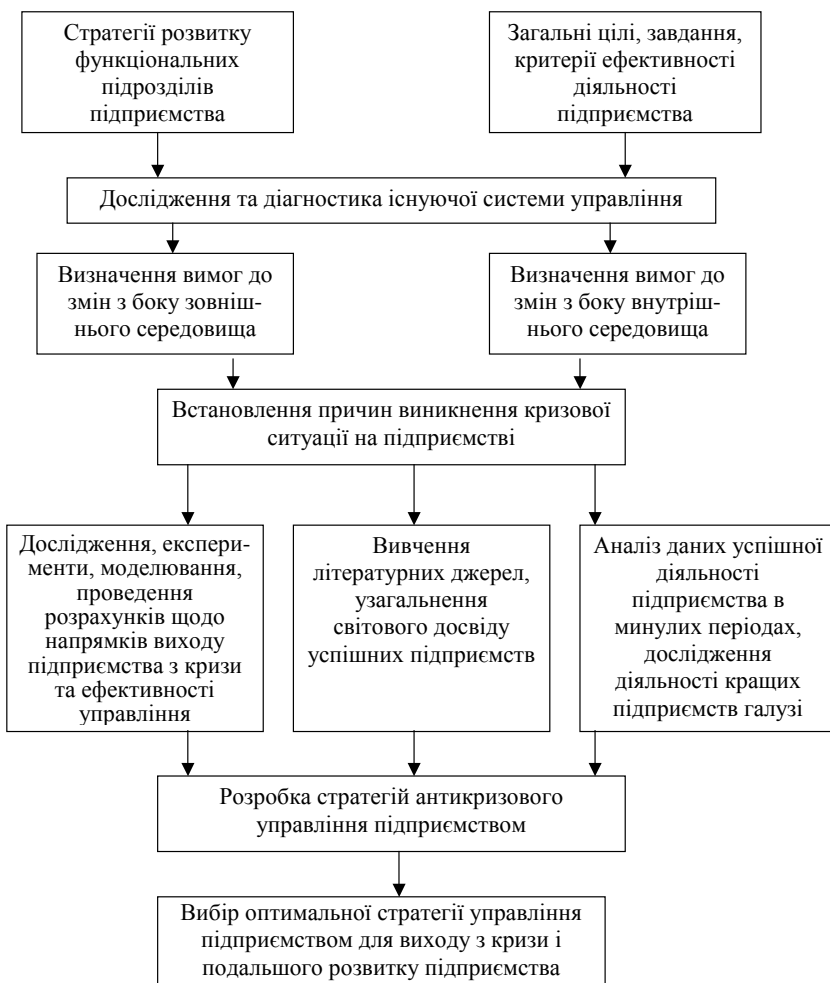 Стратегії розвитку
функціональних
підрозділів
підприємства
Загальні цілі, завдання,
критерії ефективності
діяльності
підприємства
Дослідження та діагностика існуючої системи управління
Визначення вимог до
змін з боку зовніш-
нього середовища
Визначення вимог до
змін з боку внутріш-
нього середовища
Встановлення причин виникнення кризової
ситуації на підприємстві
Дослідження, експери-
менти, моделювання,
проведення
розрахунків щодо
напрямків виходу
підприємства з кризи
та ефективності
управління
Вивчення
літературних джерел,
узагальнення
світового досвіду
успішних підприємств
Аналіз даних успішної
діяльності
підприємства в
минулих періодах,
дослідження
діяльності кращих
підприємств галузі
Розробка стратегій антикризового
управління підприємством
Вибір оптимальної стратегії управління
підприємством для виходу з кризи і
подальшого розвитку підприємства